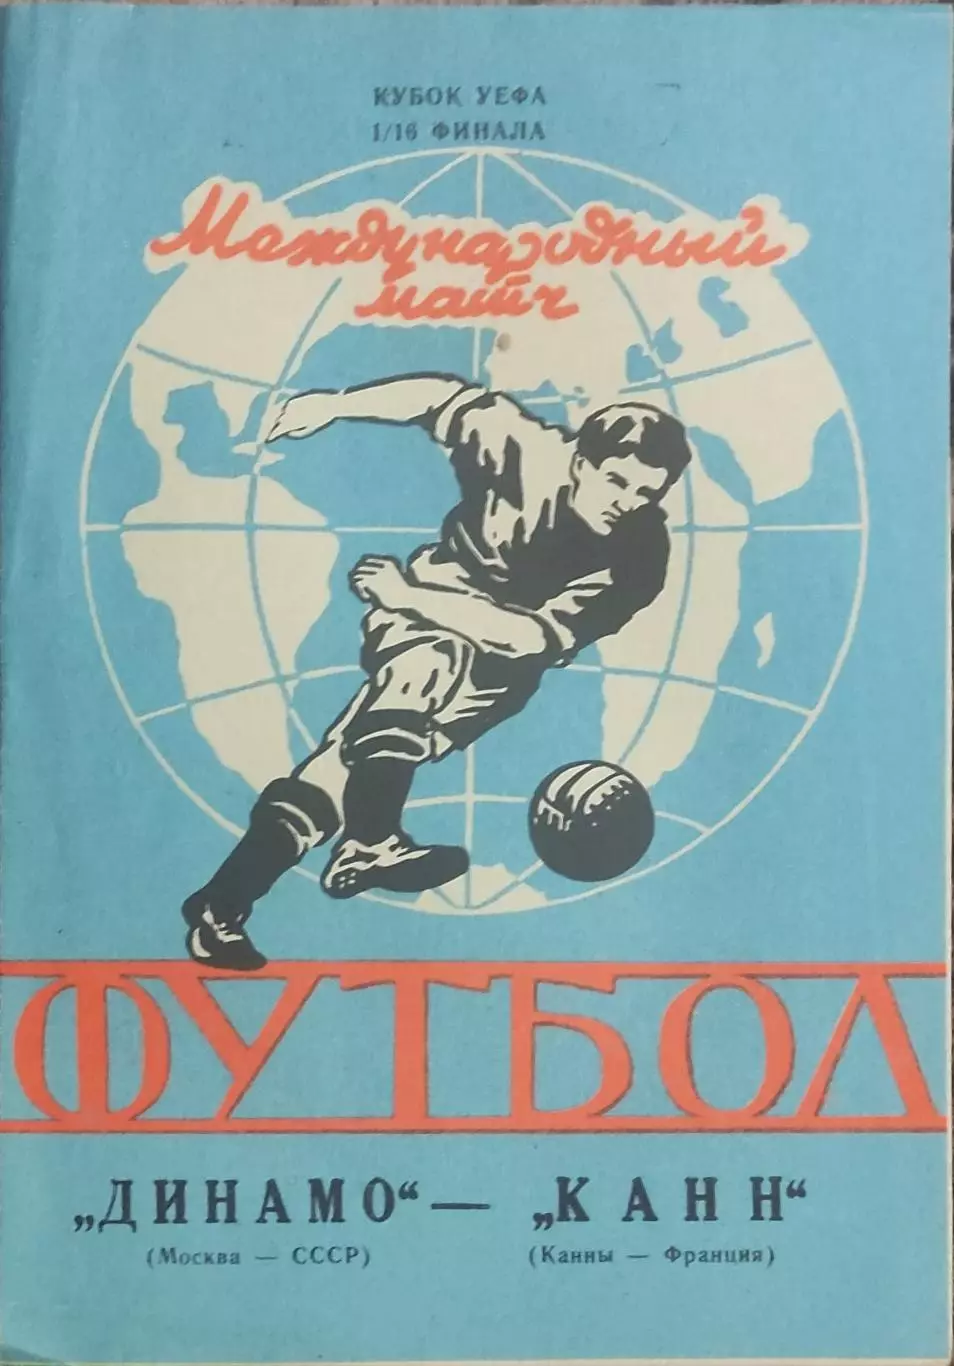 КУБОК УЕФА
1/16 ФИНАЛА
Международный
матч
ФУТБОЛ
„ДИНАМО“ — „КАНН“
(Москва — СССР) (Канны — Франция)